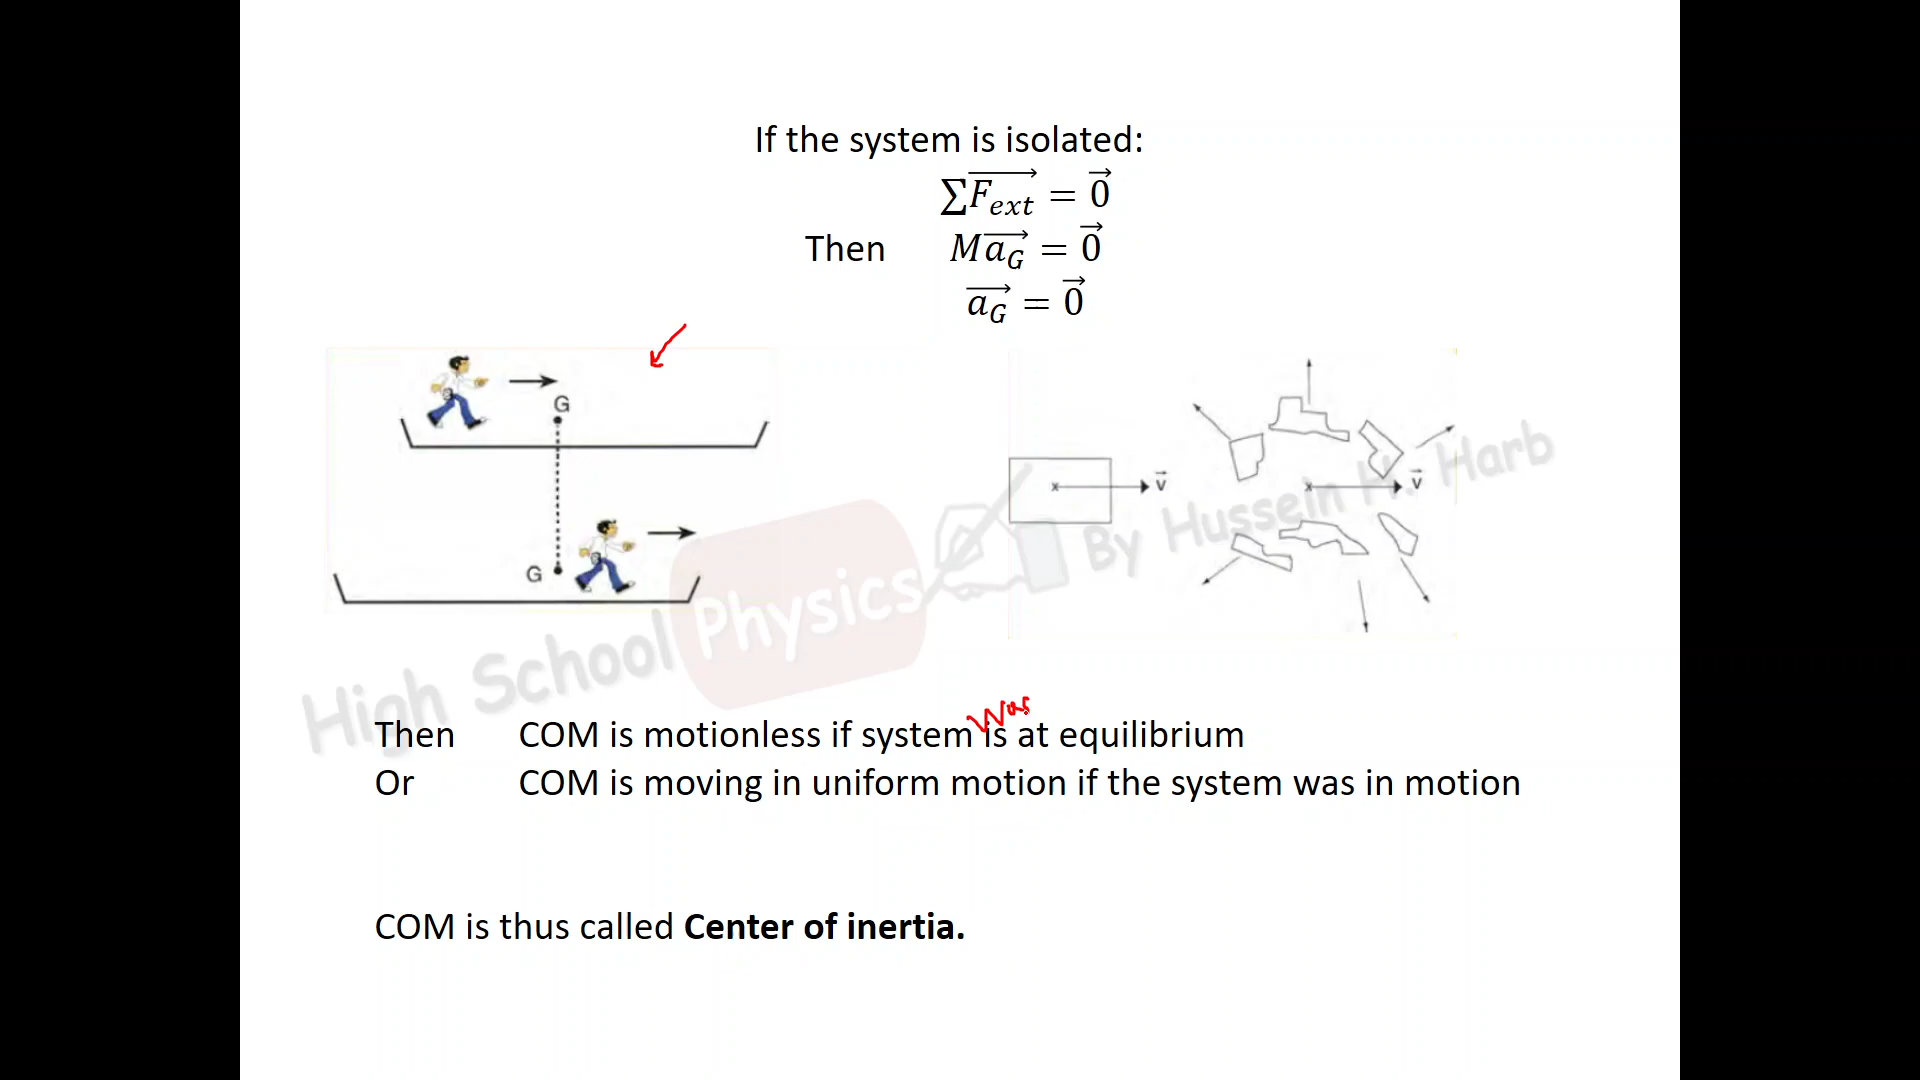 If the system is isolated:
∑F⃗ext = 0⃗
Then Ma⃗G = 0⃗
a⃗G = 0⃗
G
G
v⃗
v⃗
High School Physics By Hussein H. Harb
was
Then COM is motionless if system is at equilibrium
Or COM is moving in uniform motion if the system was in motion
COM is thus called Center of inertia.